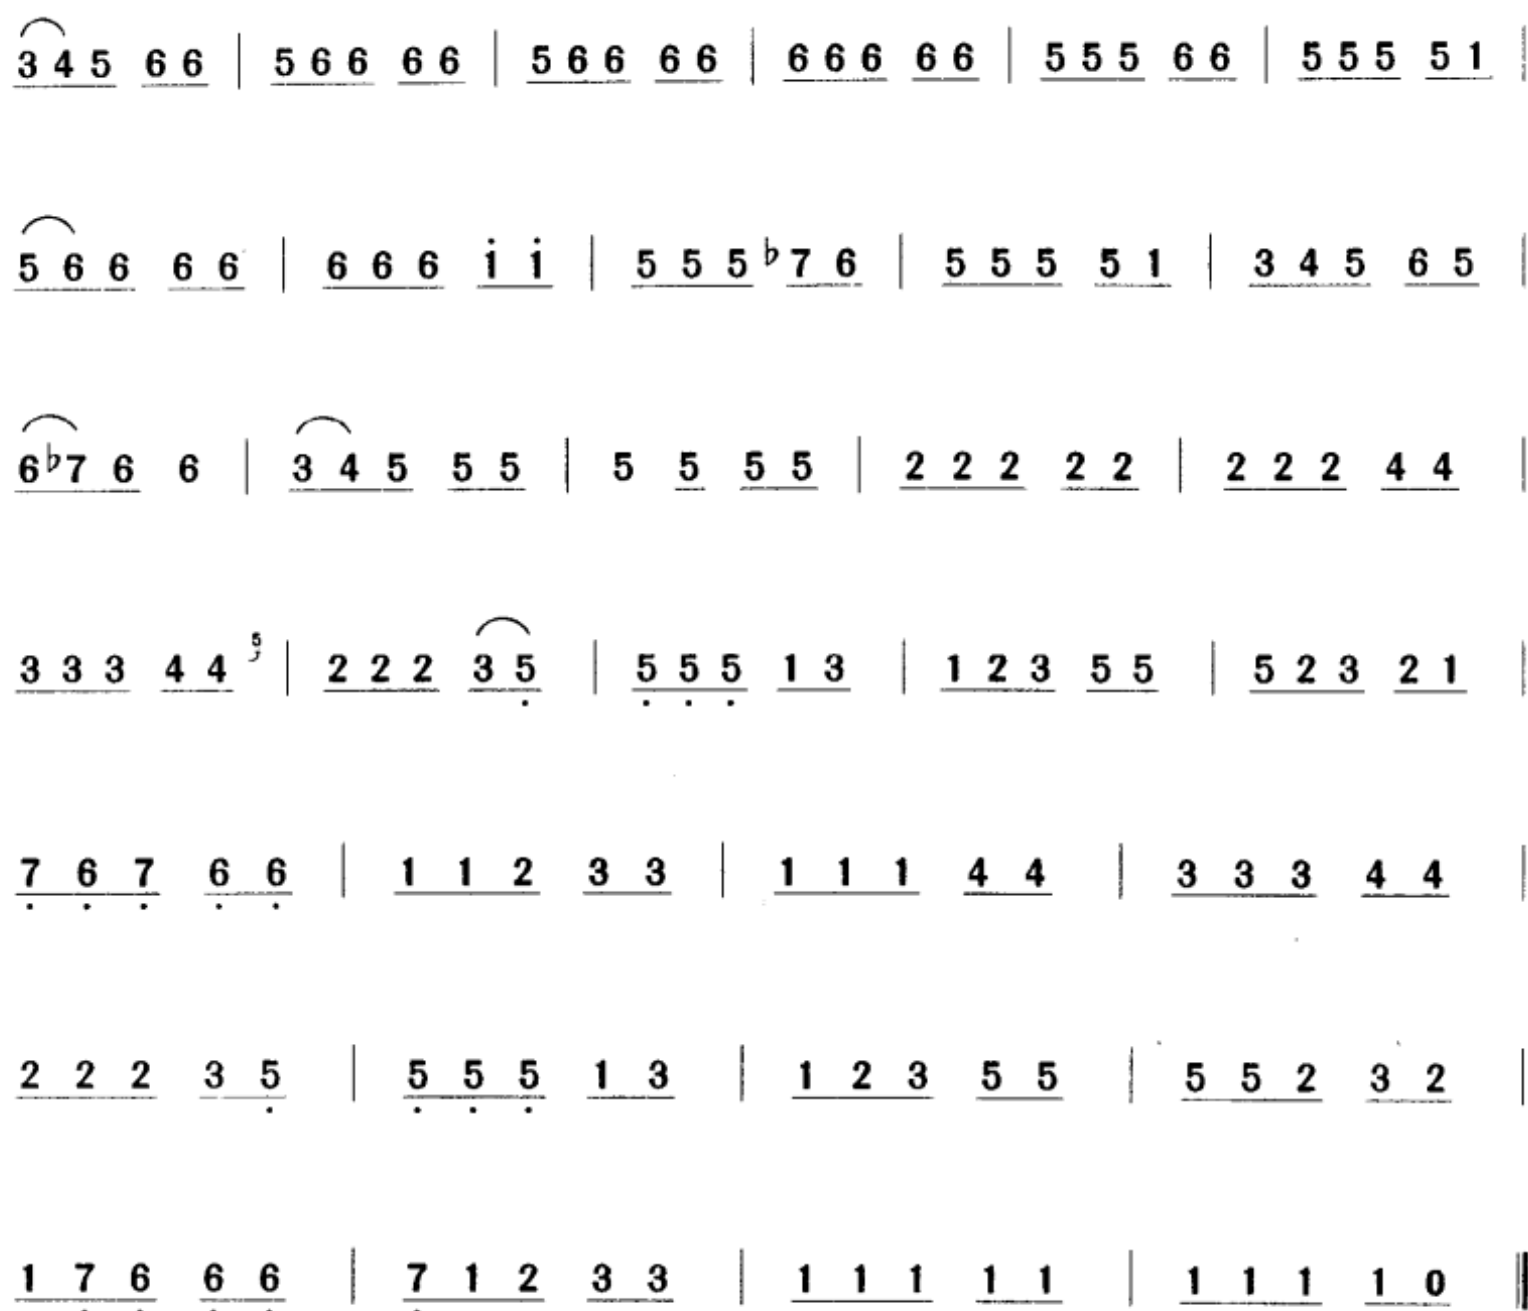 3 4 5 6 6 | 5 6 6 6 6 | 5 6 6 6 6 | 6 6 6 6 6 | 5 5 5 6 6 | 5 5 5 5 1 |
5 6 6 6 6 | 6 6 6 i i | 5 5 5 ♭7 6 | 5 5 5 5 1 | 3 4 5 6 5 |
6 ♭7 6 6 | 3 4 5 5 5 | 5 5 5 5 | 2 2 2 2 2 | 2 2 2 4 4 |
3 3 3 4 4 5 | 2 2 2 3 5̣ | 5̣ 5̣ 5̣ 1 3 | 1 2 3 5 5 | 5 2 3 2 1 |
7̣ 6̣ 7̣ 6̣ 6̣ | 1 1 2 3 3 | 1 1 1 4 4 | 3 3 3 4 4 |
2 2 2 3 5̣ | 5̣ 5̣ 5̣ 1 3 | 1 2 3 5 5 | 5 5 2 3 2 |
1 7̣ 6̣ 6̣ 6̣ | 7̣ 1 2 3 3 | 1 1 1 1 1 | 1 1 1 1 0 ‖